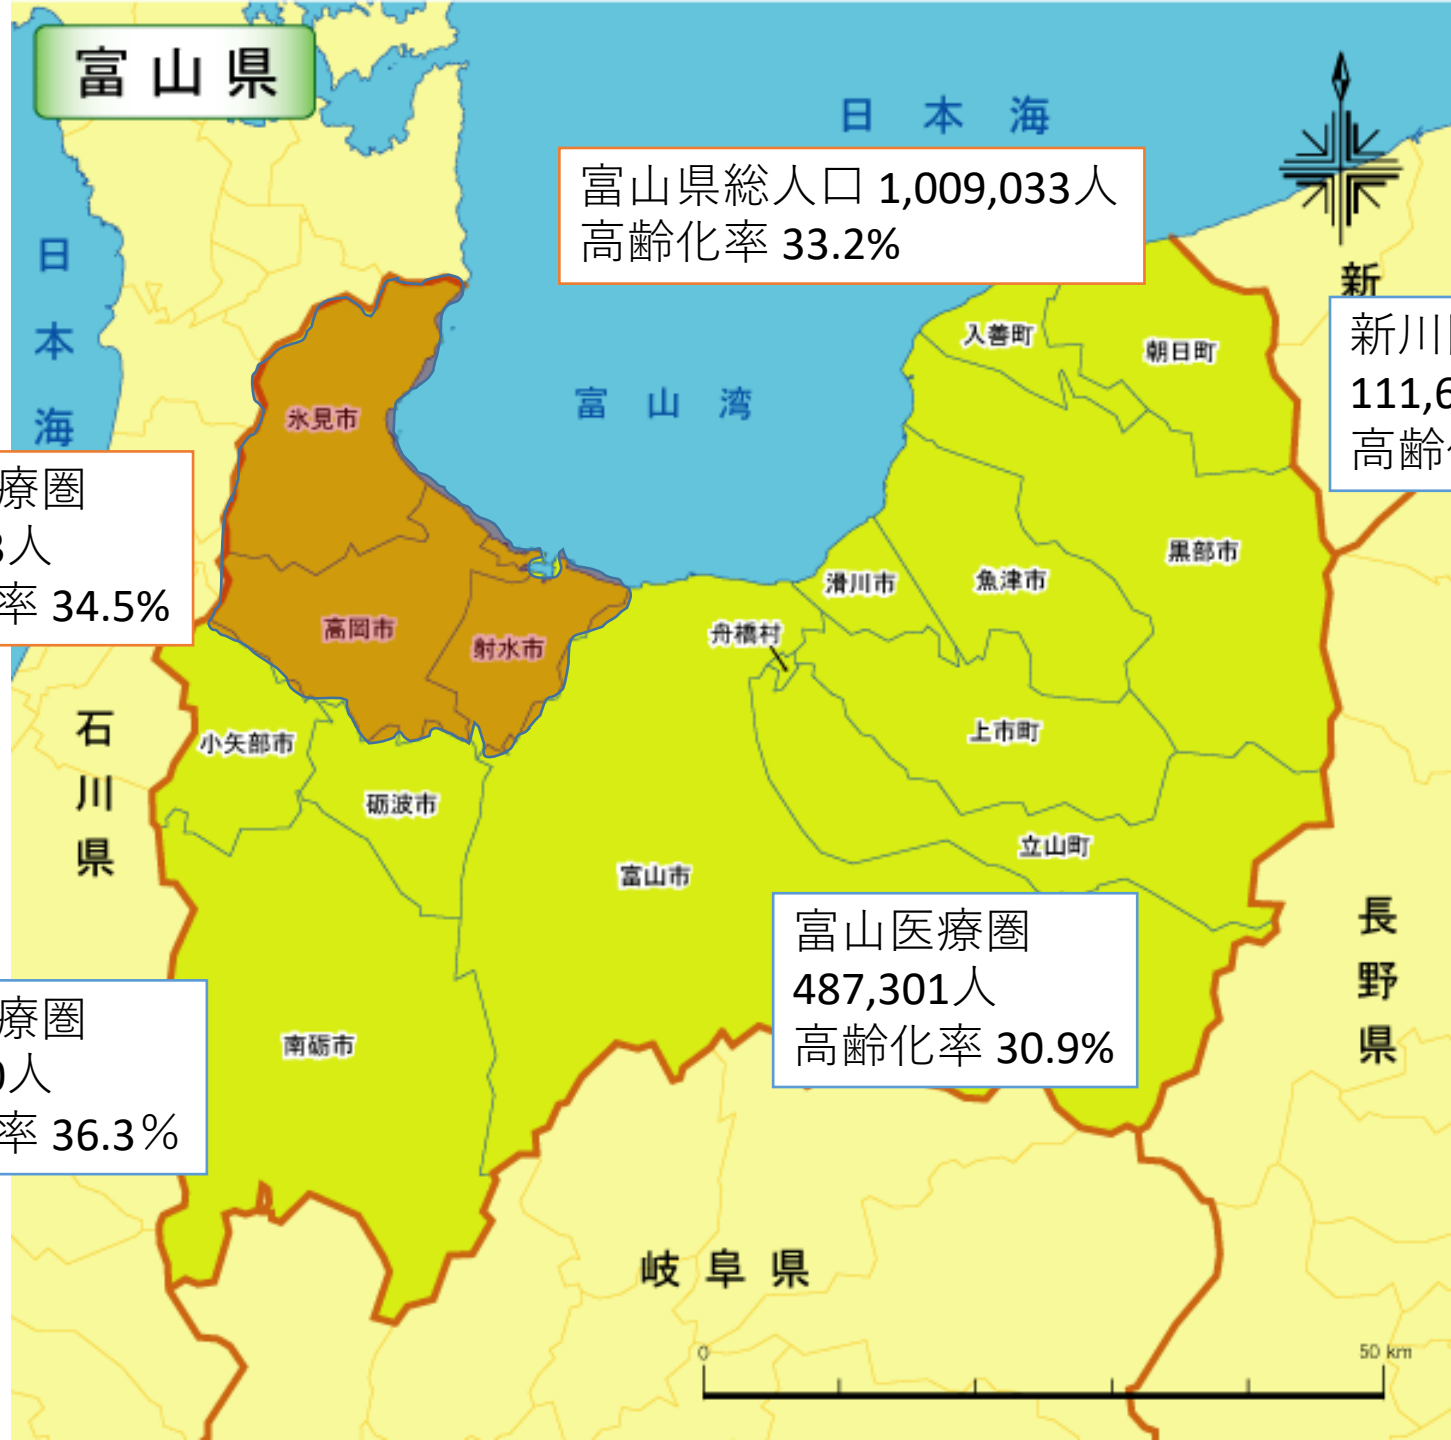 富山県
日本海
富山県総人口 1,009,033人
高齢化率 33.2%
日本海
新
新川
111,6
高齢
入善町
朝日町
富山湾
氷見市
療圏
人
率 34.5%
黒部市
魚津市
滑川市
舟橋村
高岡市
射水市
上市町
石川県
小矢部市
砺波市
立山町
富山市
富山医療圏
487,301人
高齢化率 30.9%
長野県
療圏
人
率 36.3％
南砺市
岐阜県
0
50 km